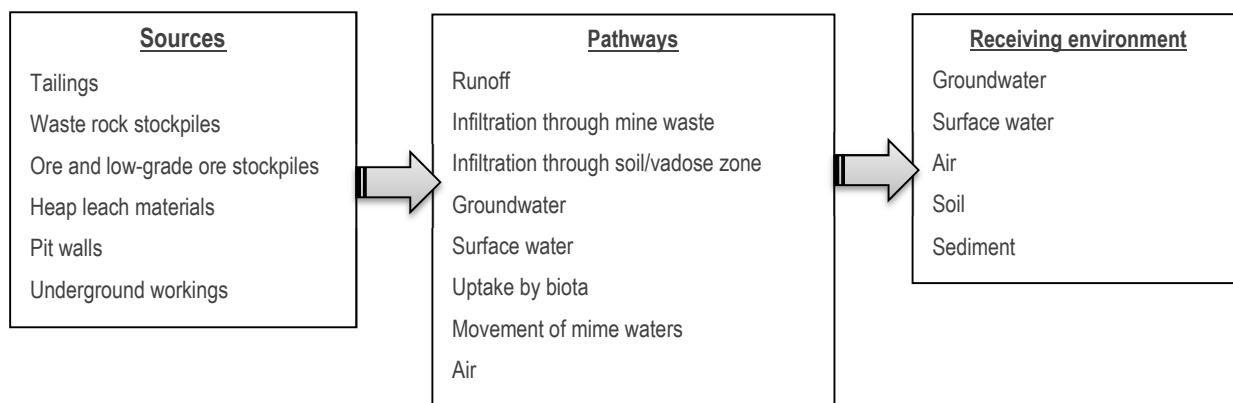 Sources
Tailings
Waste rock stockpiles
Ore and low-grade ore stockpiles
Heap leach materials
Pit walls
Underground workings
Pathways
Runoff
Infiltration through mine waste
Infiltration through soil/vadose zone
Groundwater
Surface water
Uptake by biota
Movement of mime waters
Air
Receiving environment
Groundwater
Surface water
Air
Soil
Sediment